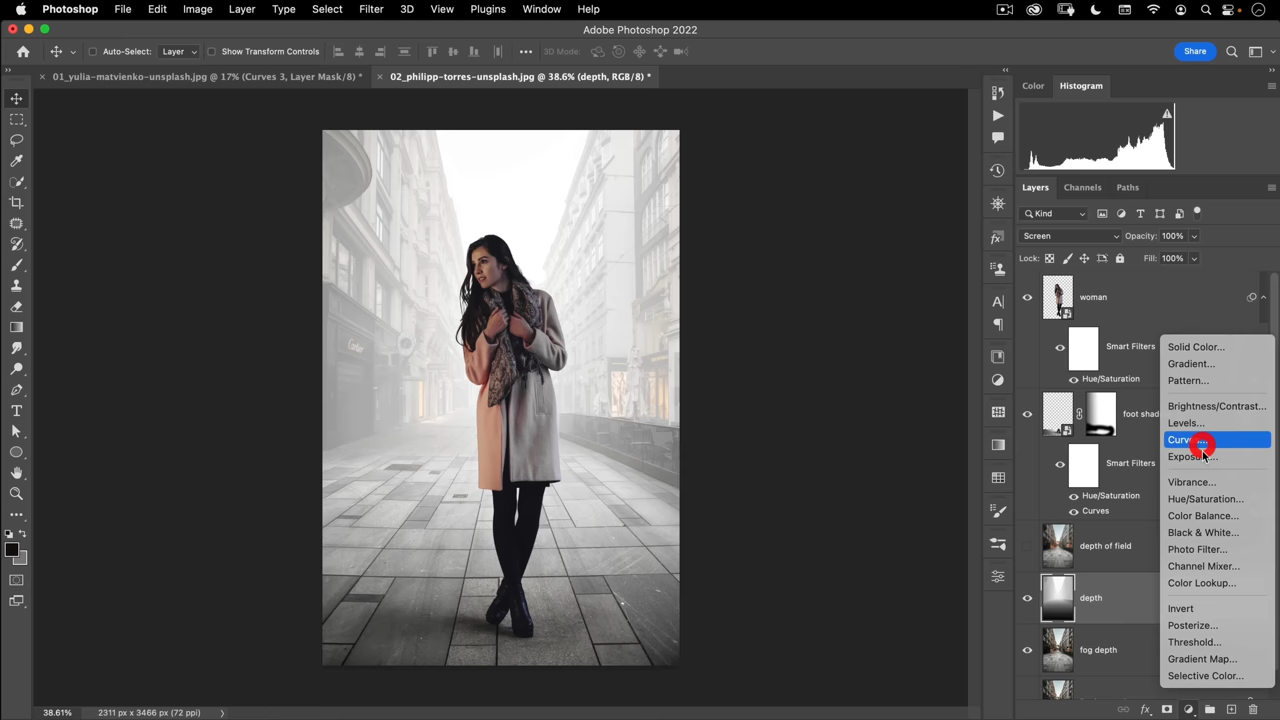 Photoshop File Edit Image Layer Type Select Filter 3D View Plugins Window Help
Adobe Photoshop 2022
Auto-Select: Layer Show Transform Controls 3D Mode: Share
× 01_yulia-matvienko-unsplash.jpg @ 17% (Curves 3, Layer Mask/8) * × 02_philipp-torres-unsplash.jpg @ 38.6% (depth, RGB/8) *
Color Histogram
Layers Channels Paths
Kind
Screen Opacity: 100%
Lock: Fill: 100%
woman
Smart Filters
Hue/Saturation
foot shad
Smart Filters
Hue/Saturation
Curves
depth of field
depth
fog depth
Solid Color...
Gradient...
Pattern...
Brightness/Contrast...
Levels...
Curves...
Exposure...
Vibrance...
Hue/Saturation...
Color Balance...
Black & White...
Photo Filter...
Channel Mixer...
Color Lookup...
Invert
Posterize...
Threshold...
Gradient Map...
Selective Color...
Cartier
38.61% 2311 px x 3466 px (72 ppi)